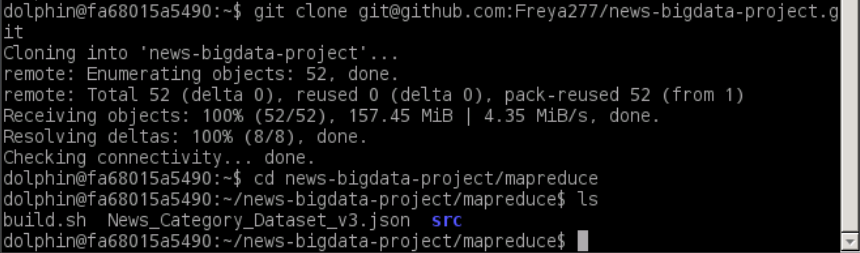 dolphin@fa68015a5490:~$ git clone git@github.com:Freya277/news-bigdata-project.g
it
Cloning into 'news-bigdata-project'...
remote: Enumerating objects: 52, done.
remote: Total 52 (delta 0), reused 0 (delta 0), pack-reused 52 (from 1)
Receiving objects: 100% (52/52), 157.45 MiB | 4.35 MiB/s, done.
Resolving deltas: 100% (8/8), done.
Checking connectivity... done.
dolphin@fa68015a5490:~$ cd news-bigdata-project/mapreduce
dolphin@fa68015a5490:~/news-bigdata-project/mapreduce$ ls
build.sh  News_Category_Dataset_v3.json  src
dolphin@fa68015a5490:~/news-bigdata-project/mapreduce$